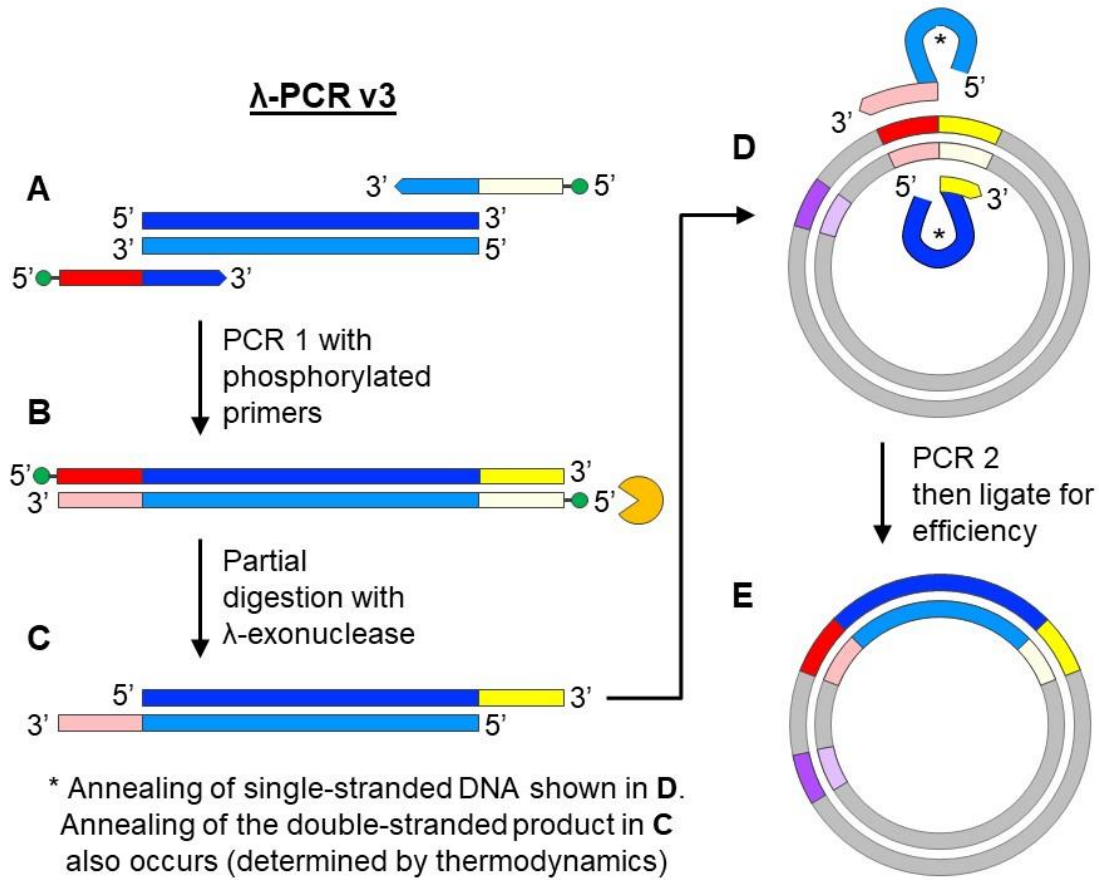 λ-PCR v3
A
3’
5’
5’
3’
3’
5’
5’
3’
PCR 1 with
phosphorylated
primers
B
5’
3’
3’
5’
Partial
digestion with
λ-exonuclease
C
5’
3’
3’
5’
* Annealing of single-stranded DNA shown in D.
Annealing of the double-stranded product in C
also occurs (determined by thermodynamics)
*
5’
3’
D
5’
3’
*
PCR 2
then ligate for
efficiency
E